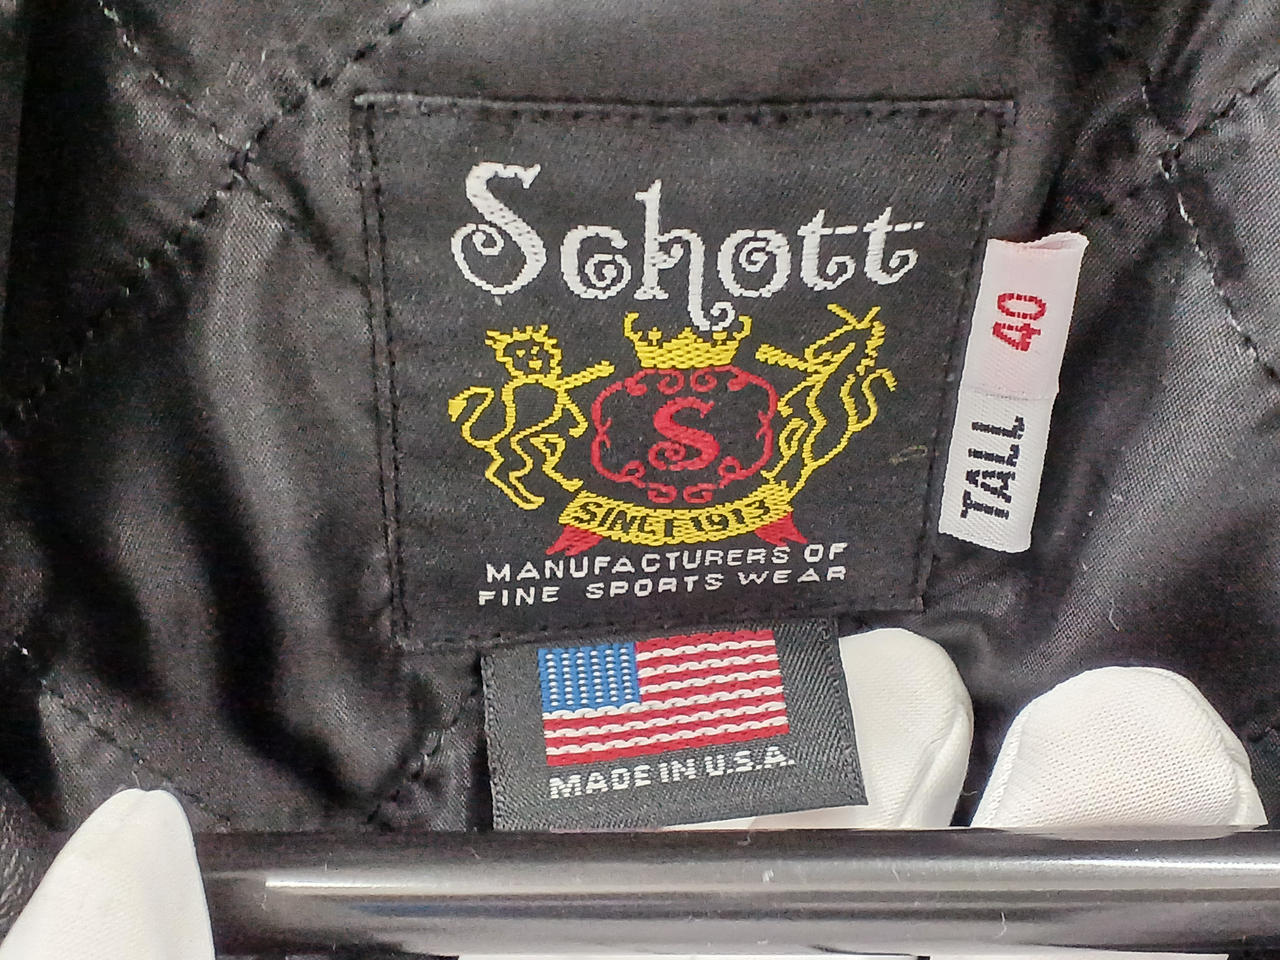 Schott
40
TALL
S
SINCE 1913
MANUFACTURERS OF
FINE SPORTS WEAR
MADE IN U.S.A.